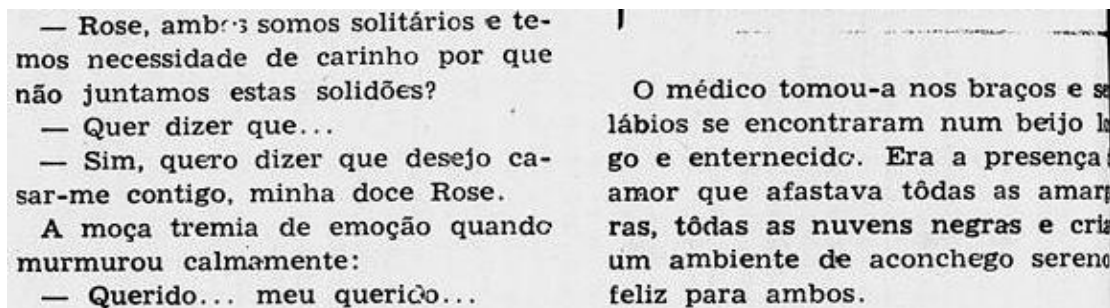 — Rose, ambos somos solitários e te-
mos necessidade de carinho por que
não juntamos estas solidões?
— Quer dizer que...
— Sim, quero dizer que desejo ca-
sar-me contigo, minha doce Rose.
A moça tremia de emoção quando
murmurou calmamente:
— Querido... meu querido...
O médico tomou-a nos braços e
lábios se encontraram num beijo
go e enternecido. Era a presença
amor que afastava tôdas as
ras, tôdas as nuvens negras e
um ambiente de aconchego
feliz para ambos.